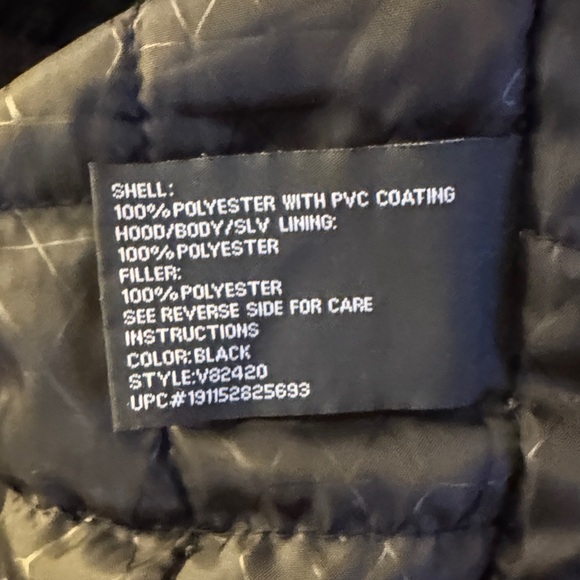 SHELL:
100% POLYESTER WITH PVC COATING
HOOD/BODY/SLV LINING:
100% POLYESTER
FILLER:
100% POLYESTER
SEE REVERSE SIDE FOR CARE
INSTRUCTIONS
COLOR:BLACK
STYLE:V82420
UPC#191152825693